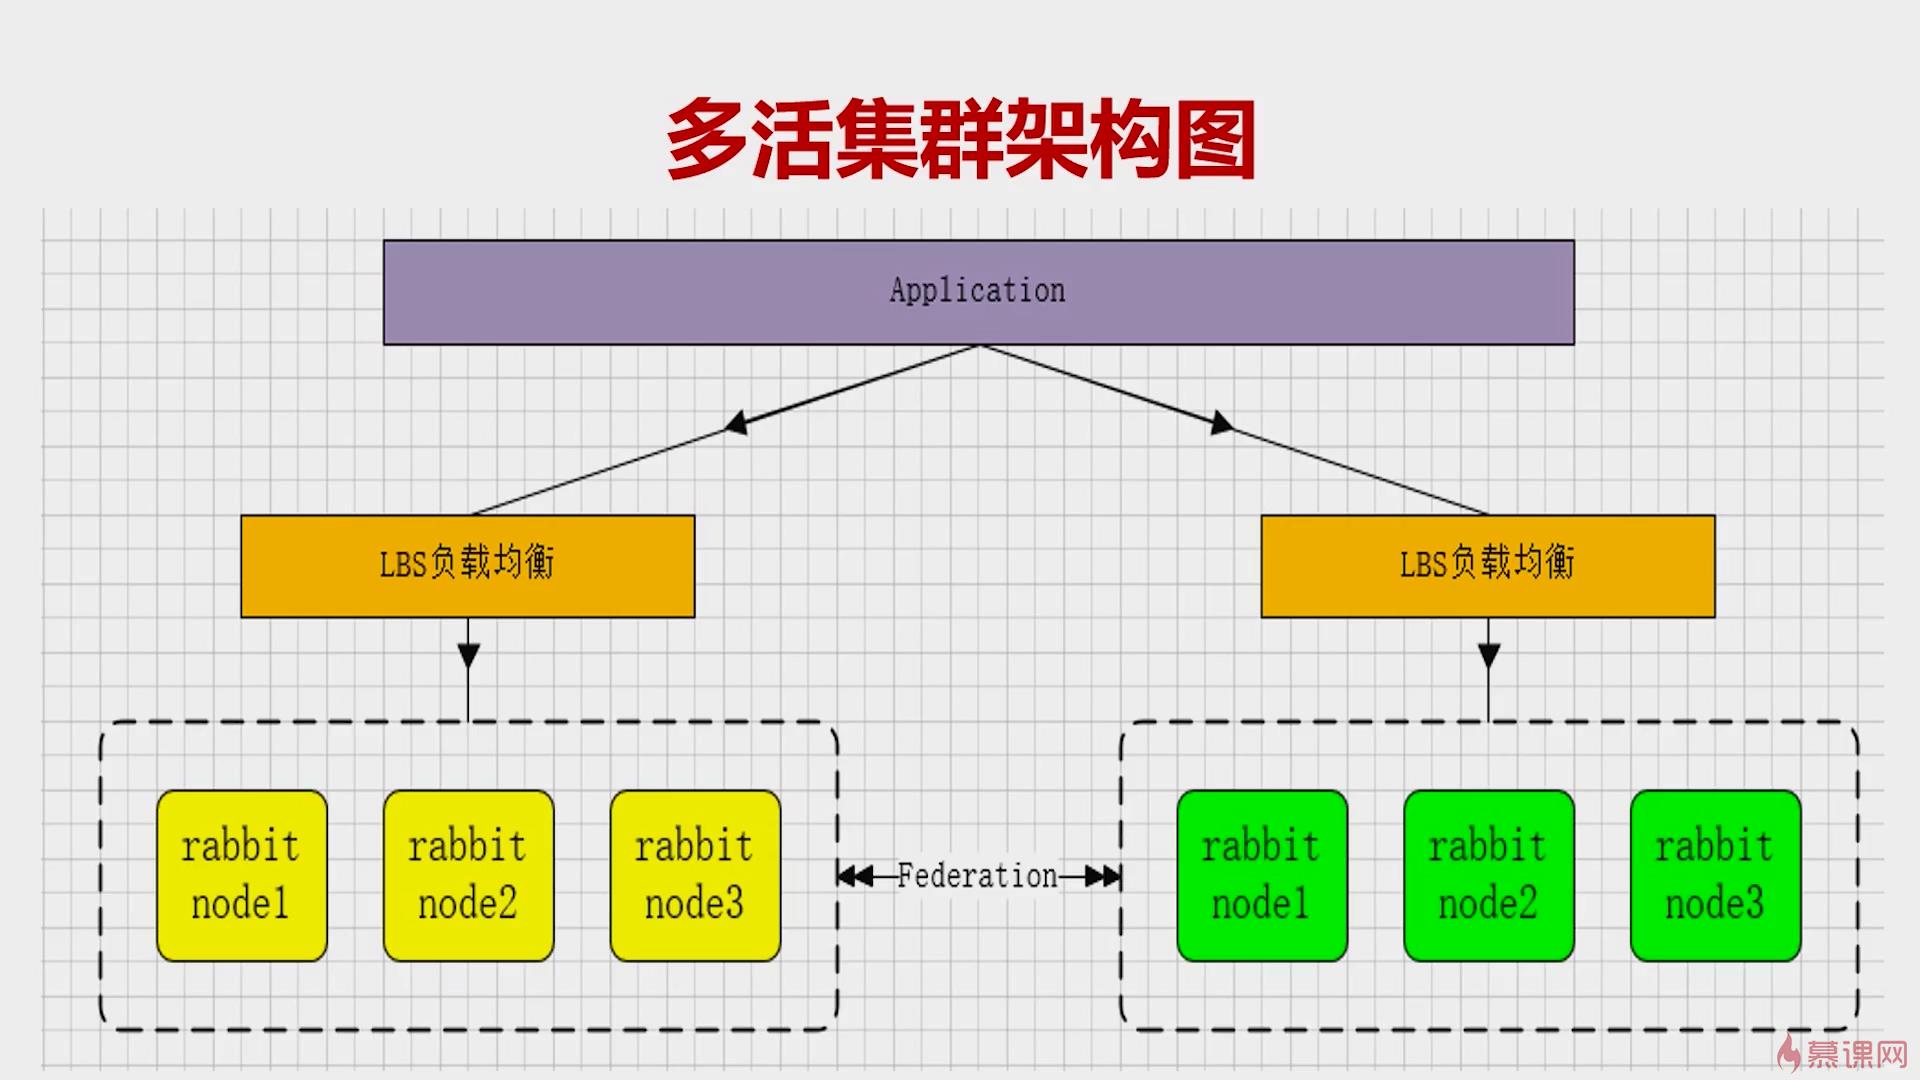 多活集群架构图
Application
LBS负载均衡
LBS负载均衡
rabbit
node1
rabbit
node2
rabbit
node3
Federation
rabbit
node1
rabbit
node2
rabbit
node3
慕课网